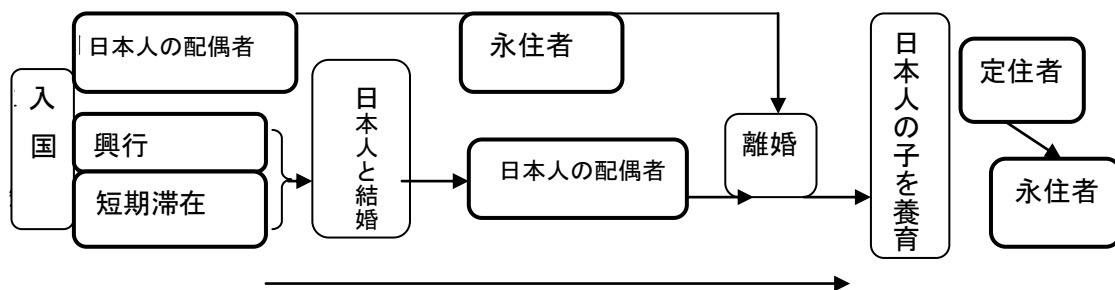 入国
日本人の配偶者
興行
短期滞在
日本人と結婚
永住者
日本人の配偶者
離婚
日本人の子を養育
定住者
永住者